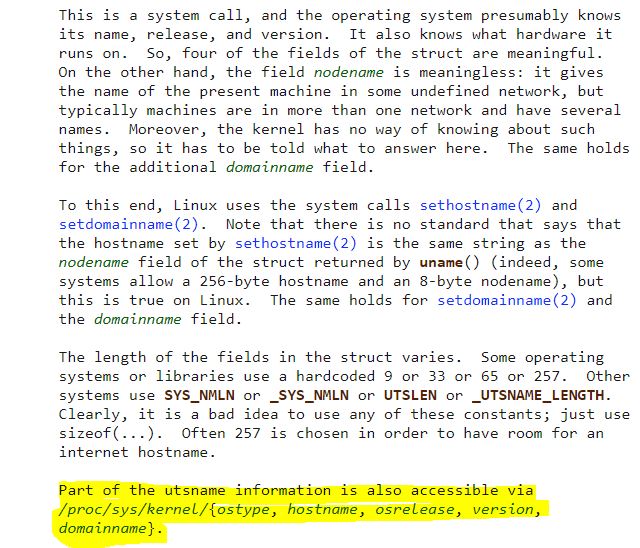 This is a system call, and the operating system presumably knows
its name, release, and version.  It also knows what hardware it
runs on.  So, four of the fields of the struct are meaningful.
On the other hand, the field nodename is meaningless: it gives
the name of the present machine in some undefined network, but
typically machines are in more than one network and have several
names.  Moreover, the kernel has no way of knowing about such
things, so it has to be told what to answer here.  The same holds
for the additional domainname field.

To this end, Linux uses the system calls sethostname(2) and
setdomainname(2).  Note that there is no standard that says that
the hostname set by sethostname(2) is the same string as the
nodename field of the struct returned by uname() (indeed, some
systems allow a 256-byte hostname and an 8-byte nodename), but
this is true on Linux.  The same holds for setdomainname(2) and
the domainname field.

The length of the fields in the struct varies.  Some operating
systems or libraries use a hardcoded 9 or 33 or 65 or 257.  Other
systems use SYS_NMLN or _SYS_NMLN or UTSLEN or _UTSNAME_LENGTH.
Clearly, it is a bad idea to use any of these constants; just use
sizeof(...).  Often 257 is chosen in order to have room for an
internet hostname.

Part of the utsname information is also accessible via
/proc/sys/kernel/{ostype, hostname, osrelease, version,
domainname}.